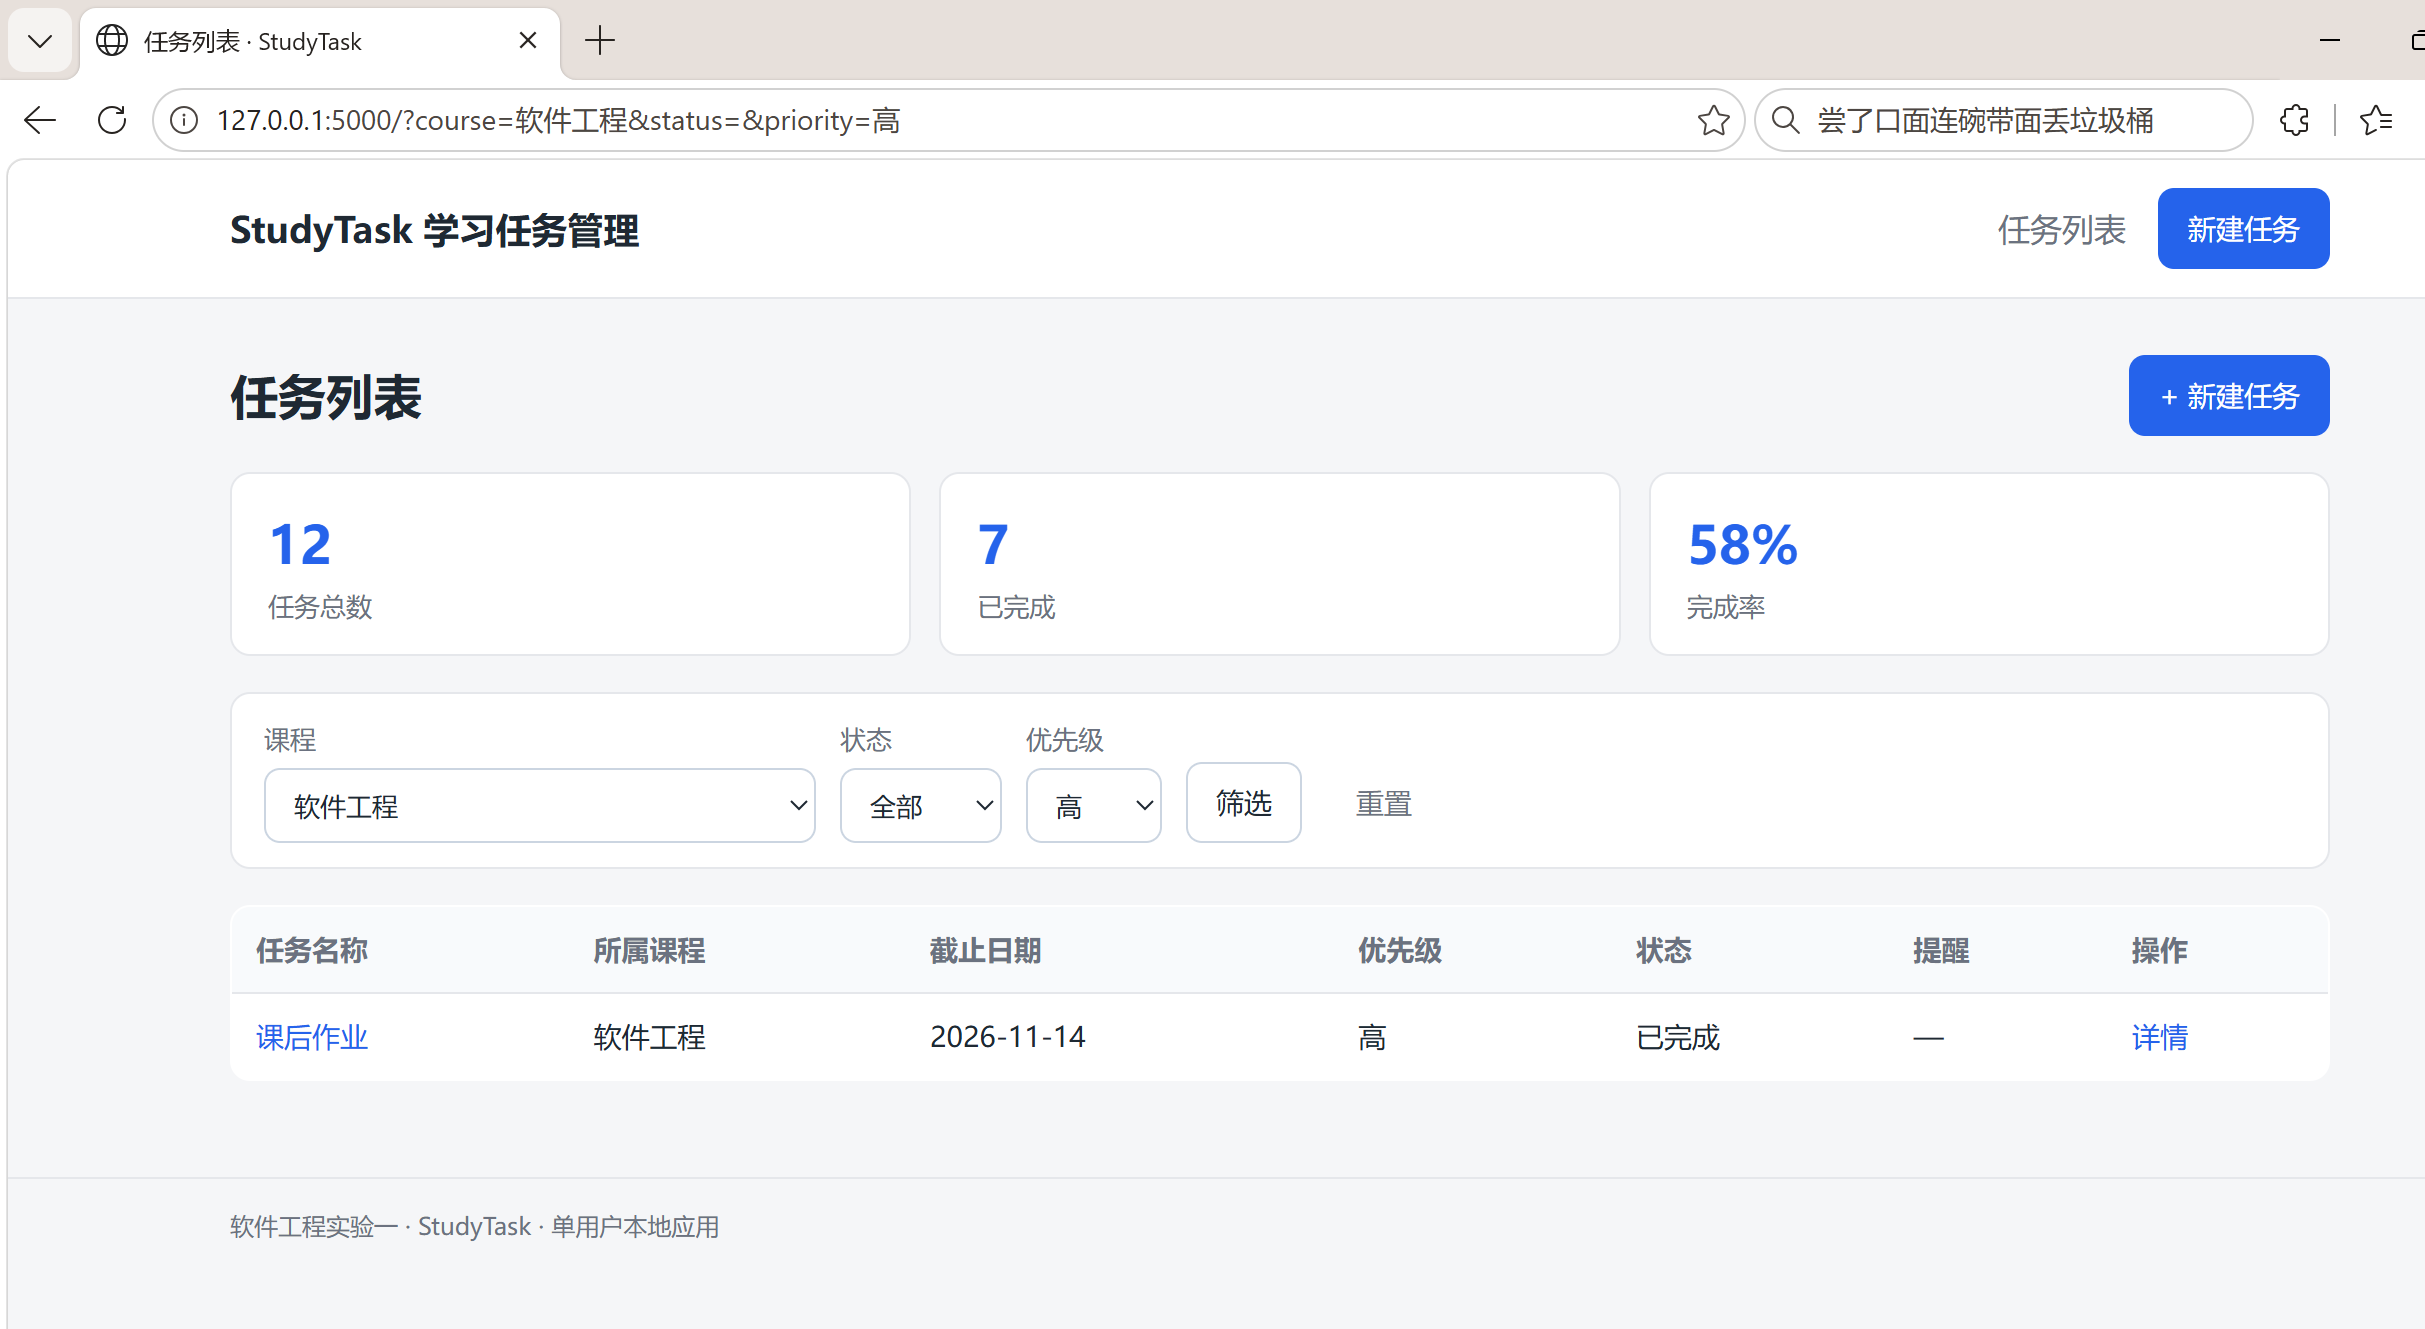 任务列表 · StudyTask
127.0.0.1:5000/?course=软件工程&status=&priority=高
尝了口面连碗带面丢垃圾桶
StudyTask 学习任务管理
任务列表
新建任务
任务列表
+ 新建任务
12
任务总数
7
已完成
58%
完成率
课程
状态
优先级
软件工程
全部
高
筛选
重置
任务名称 所属课程 截止日期 优先级 状态 提醒 操作
课后作业 软件工程 2026-11-14 高 已完成 — 详情
软件工程实验一 · StudyTask · 单用户本地应用